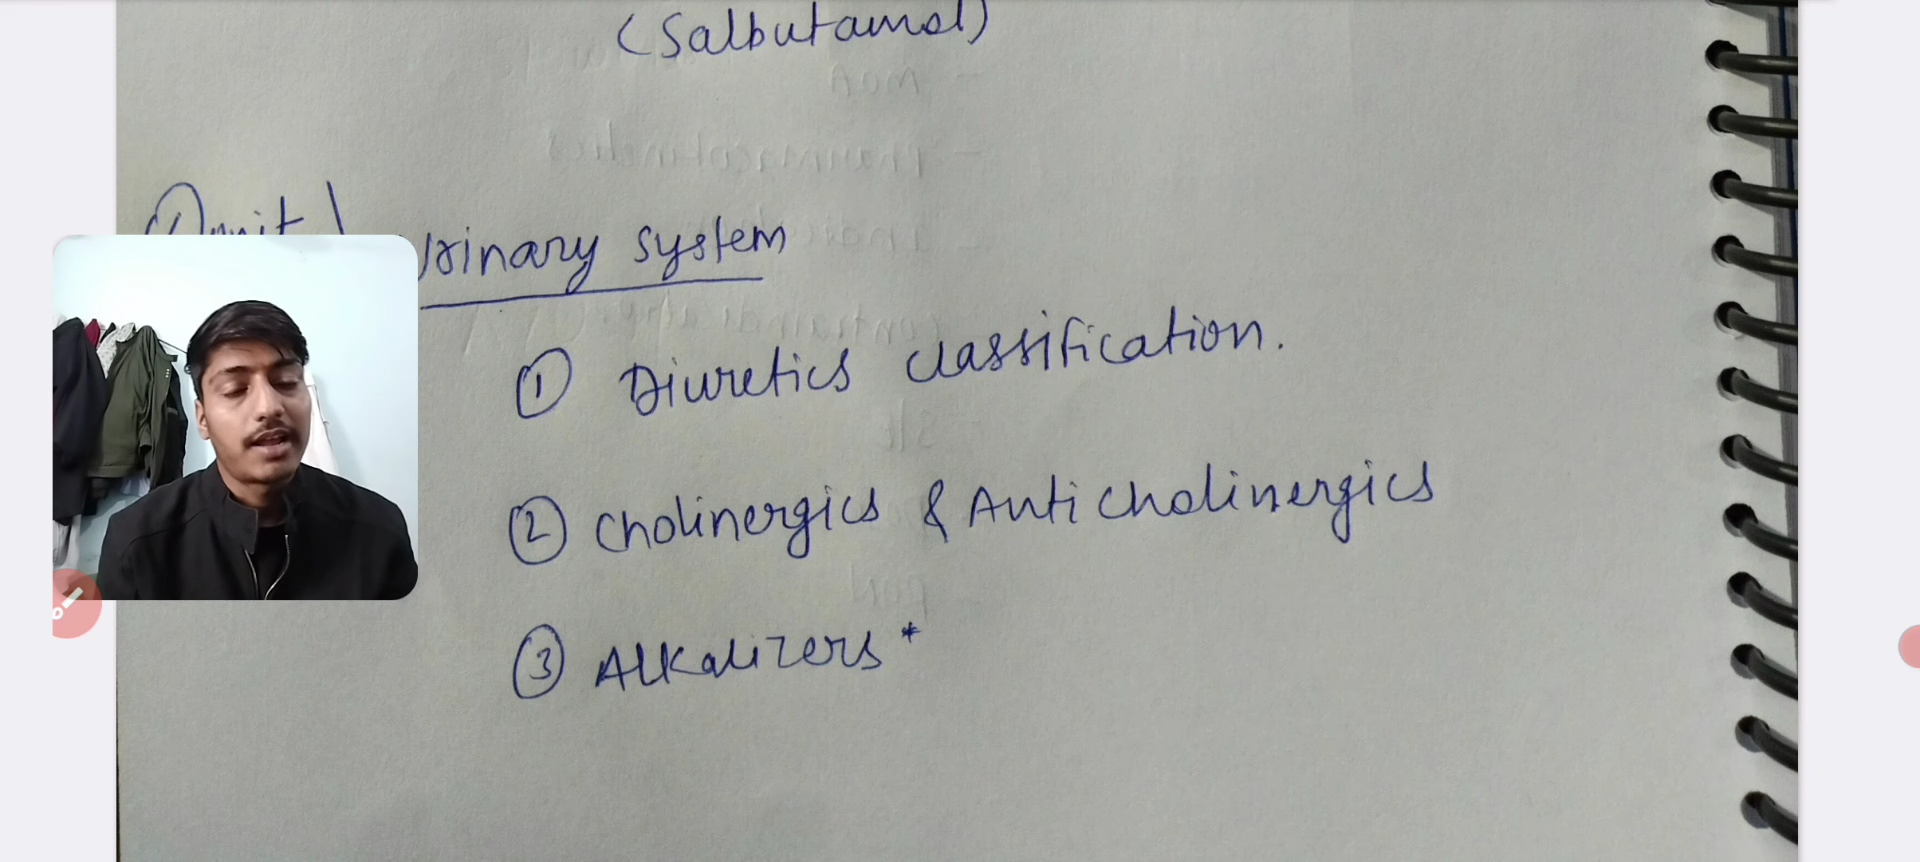 (Salbutamol)
Urinary system
① Diuretics classification.
② Cholinergics & Anticholinergics
③ Alkalizers *